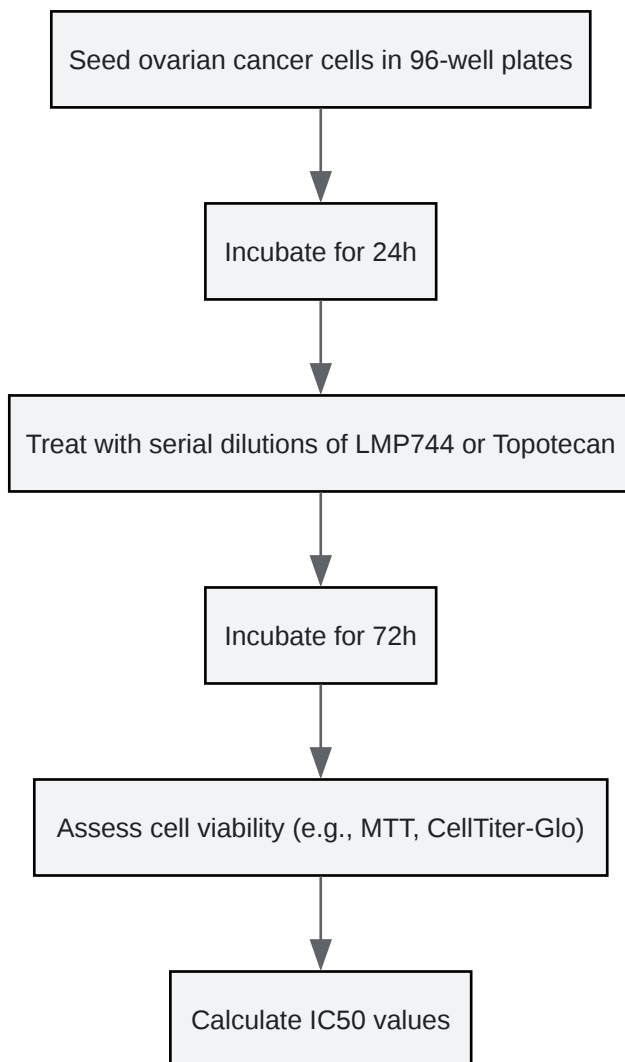 Seed ovarian cancer cells in 96-well plates
Incubate for 24h
Treat with serial dilutions of LMP744 or Topotecan
Incubate for 72h
Assess cell viability (e.g., MTT, CellTiter-Glo)
Calculate IC50 values